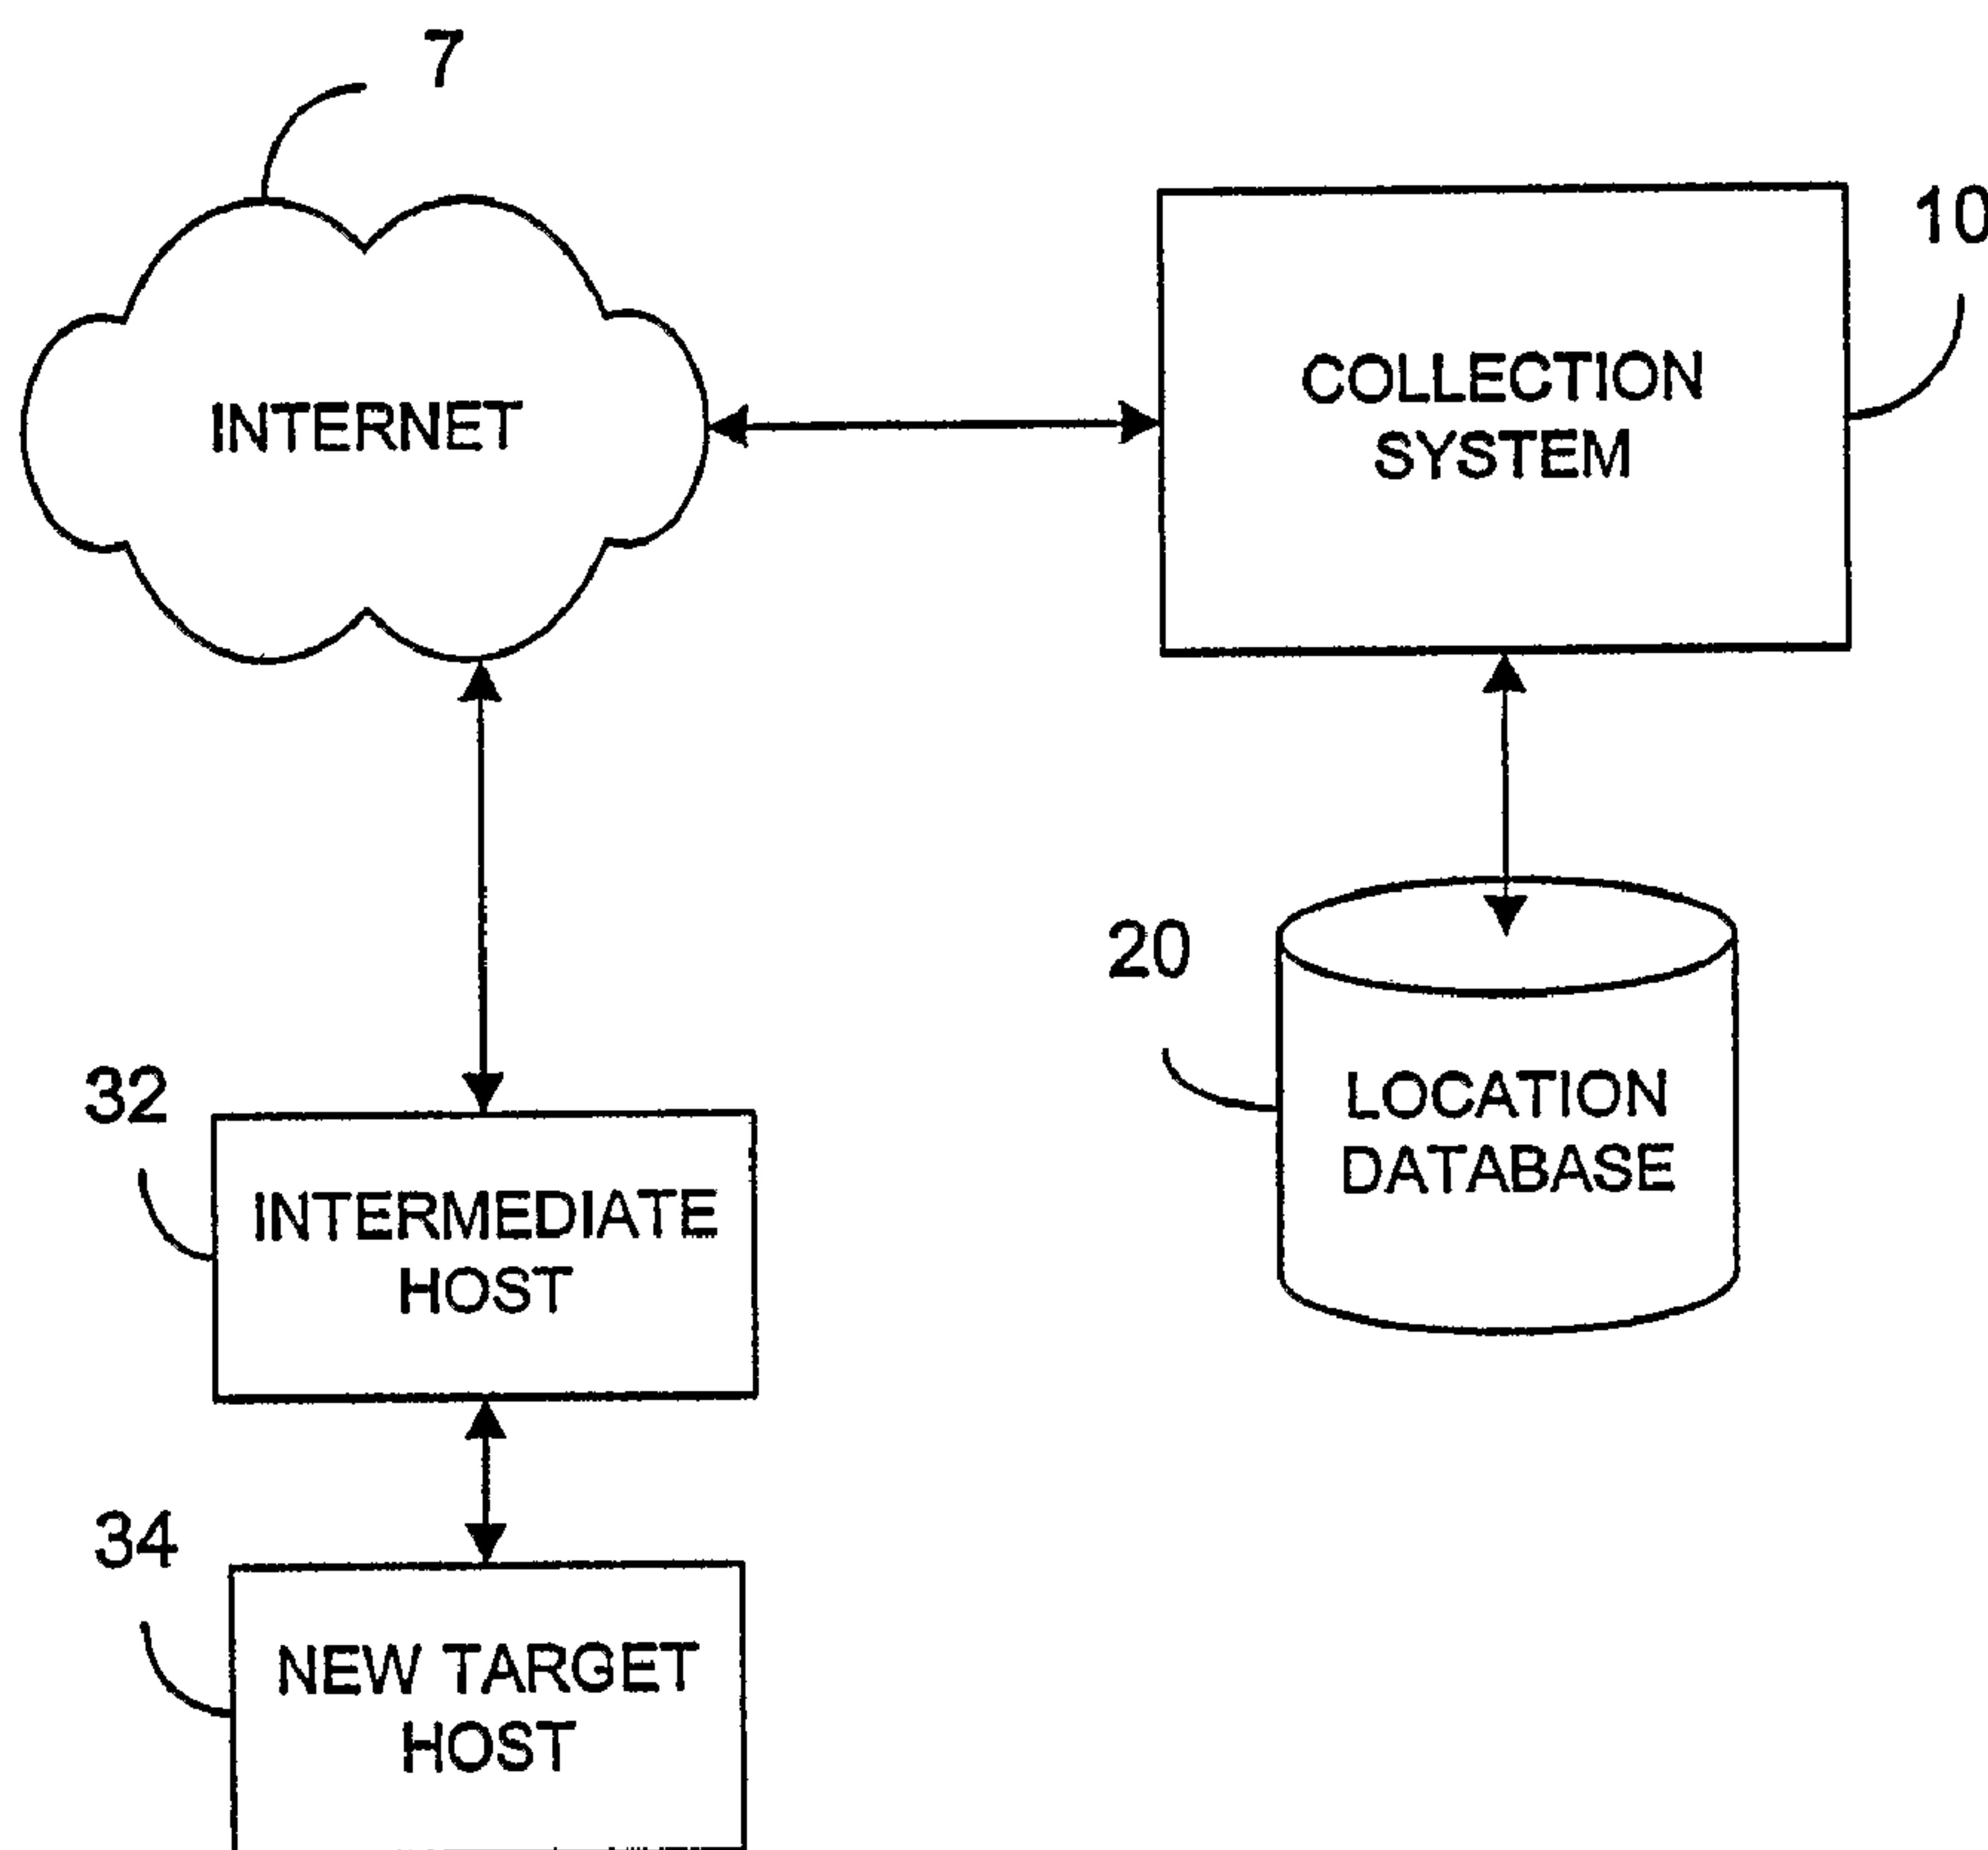 7
10
INTERNET
COLLECTION
SYSTEM
20
LOCATION
DATABASE
32
INTERMEDIATE
HOST
34
NEW TARGET
HOST